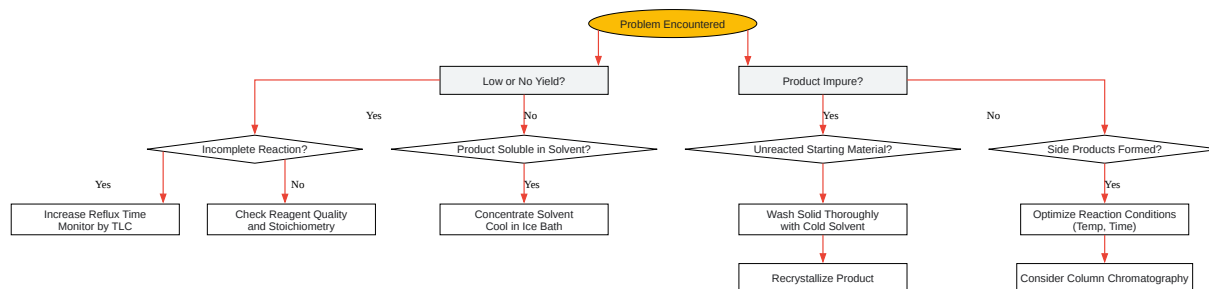 Problem Encountered
Low or No Yield?
Product Impure?
Yes
No
Yes
No
Incomplete Reaction?
Product Soluble in Solvent?
Unreacted Starting Material?
Side Products Formed?
Yes
No
Yes
Yes
Increase Reflux Time
Monitor by TLC
Check Reagent Quality
and Stoichiometry
Concentrate Solvent
Cool in Ice Bath
Wash Solid Thoroughly
with Cold Solvent
Optimize Reaction Conditions
(Temp, Time)
Recrystallize Product
Consider Column Chromatography